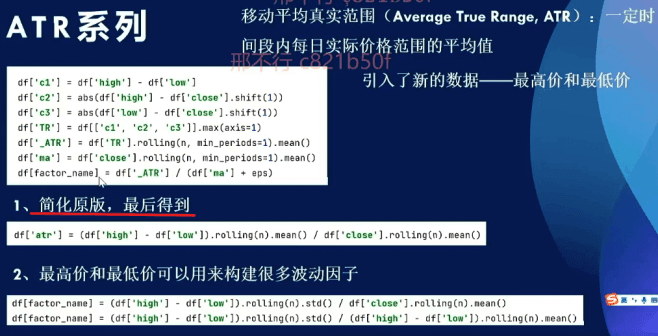 ATR系列
移动平均真实范围（Average True Range, ATR）：一定时
间段内每日实际价格范围的平均值
邢不行 c821b50f
引入了新的数据——最高价和最低价
df['c1'] = df['high'] - df['low']
df['c2'] = abs(df['high'] - df['close'].shift(1))
df['c3'] = abs(df['low'] - df['close'].shift(1))
df['TR'] = df[['c1', 'c2', 'c3']].max(axis=1)
df['_ATR'] = df['TR'].rolling(n, min_periods=1).mean()
df['ma'] = df['close'].rolling(n, min_periods=1).mean()
df[factor_name] = df['_ATR'] / (df['ma'] + eps)
1、简化原版，最后得到
df['atr'] = (df['high'] - df['low']).rolling(n).mean() / df['close'].rolling(n).mean()
2、最高价和最低价可以用来构建很多波动因子
df[factor_name] = (df['high'] - df['low']).rolling(n).std() / df['close'].rolling(n).mean()
df[factor_name] = (df['high'] - df['low']).rolling(n).std() / (df['high'] - df['low']).rolling(n).mean()
英